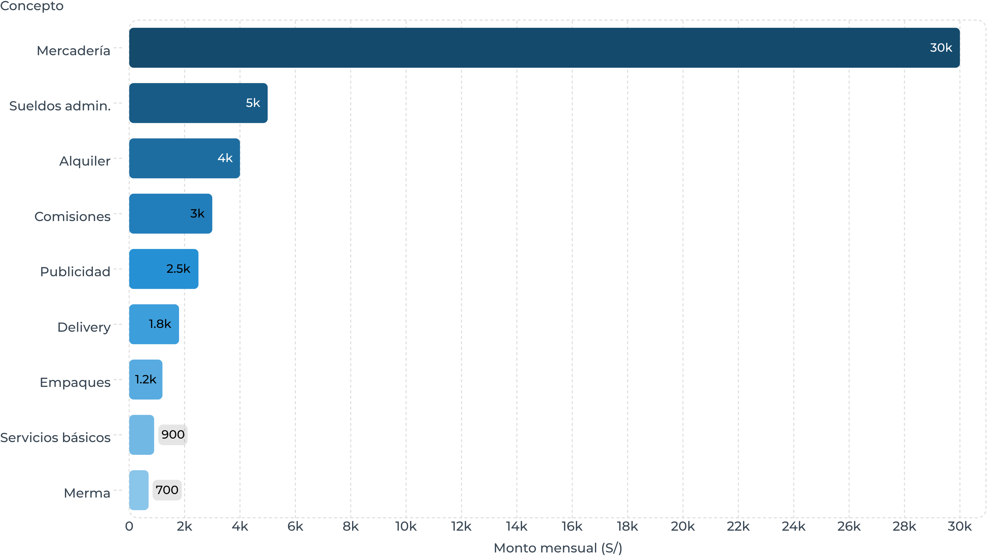 Concepto
Mercadería 30k
Sueldos admin. 5k
Alquiler 4k
Comisiones 3k
Publicidad 2.5k
Delivery 1.8k
Empaques 1.2k
Servicios básicos 900
Merma 700
0 2k 4k 6k 8k 10k 12k 14k 16k 18k 20k 22k 24k 26k 28k 30k
Monto mensual (S/)